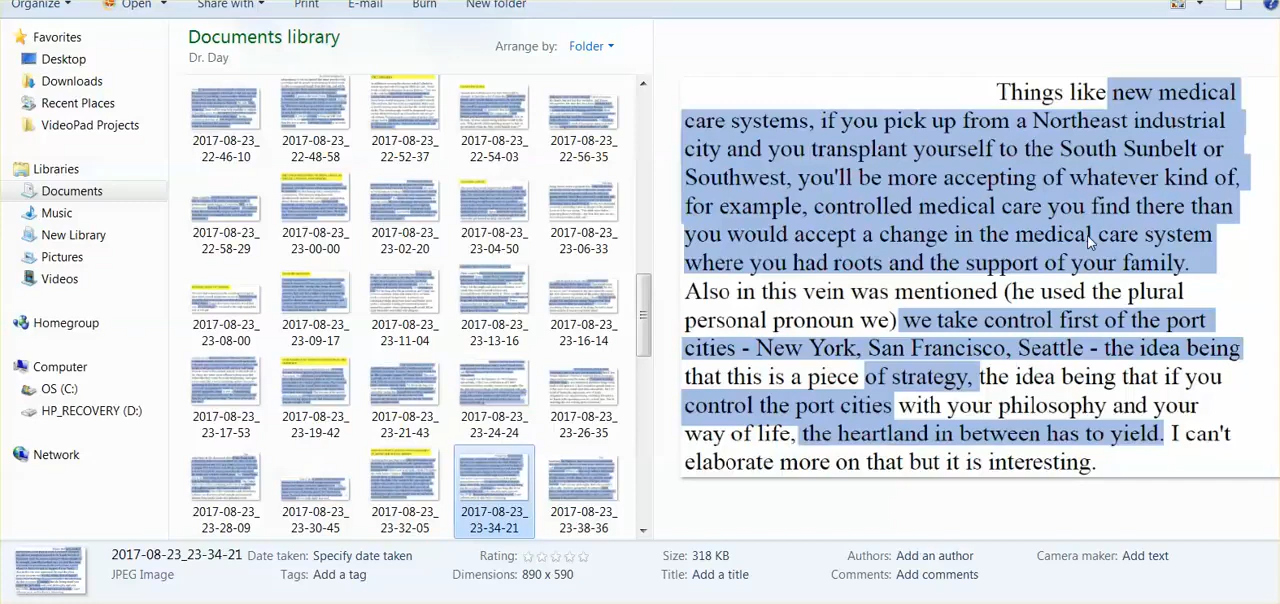 Organize Open Share with Print E-mail Burn New folder
Favorites
Desktop
Downloads
Recent Places
VideoPad Projects
Libraries
Documents
Music
New Library
Pictures
Videos
Homegroup
Computer
OS (C:)
HP_RECOVERY (D:)
Network
Documents library
Dr. Day
Arrange by: Folder
2017-08-23_ 2017-08-23_ 2017-08-23_ 2017-08-23_ 2017-08-23_
22-46-10 22-48-58 22-52-37 22-54-03 22-56-35
2017-08-23_ 2017-08-23_ 2017-08-23_ 2017-08-23_ 2017-08-23_
22-58-29 23-00-00 23-02-20 23-04-50 23-06-33
2017-08-23_ 2017-08-23_ 2017-08-23_ 2017-08-23_ 2017-08-23_
23-08-00 23-09-17 23-11-04 23-13-16 23-16-14
2017-08-23_ 2017-08-23_ 2017-08-23_ 2017-08-23_ 2017-08-23_
23-17-53 23-19-42 23-21-43 23-24-24 23-26-35
2017-08-23_ 2017-08-23_ 2017-08-23_ 2017-08-23_ 2017-08-23_
23-28-09 23-30-45 23-32-05 23-34-21 23-38-36
Things like new medical
care systems, if you pick up from a Northeast industrial
city and you transplant yourself to the South Sunbelt or
Southwest, you'll be more accepting of whatever kind of,
for example, controlled medical care you find there than
you would accept a change in the medical care system
where you had roots and the support of your family.
Also in this vein was mentioned (he used the plural
personal pronoun we) we take control first of the port
cities - New York, San Francisco, Seattle - the idea being
that this is a piece of strategy, the idea being that if you
control the port cities with your philosophy and your
way of life, the heartland in between has to yield. I can't
elaborate more on that but it is interesting.
2017-08-23_23-34-21 Date taken: Specify date taken Rating: Size: 318 KB Authors: Add an author Camera maker: Add text
JPEG Image Tags: Add a tag Dimensions: 890 x 590 Title: Add a title Comments: Add comments